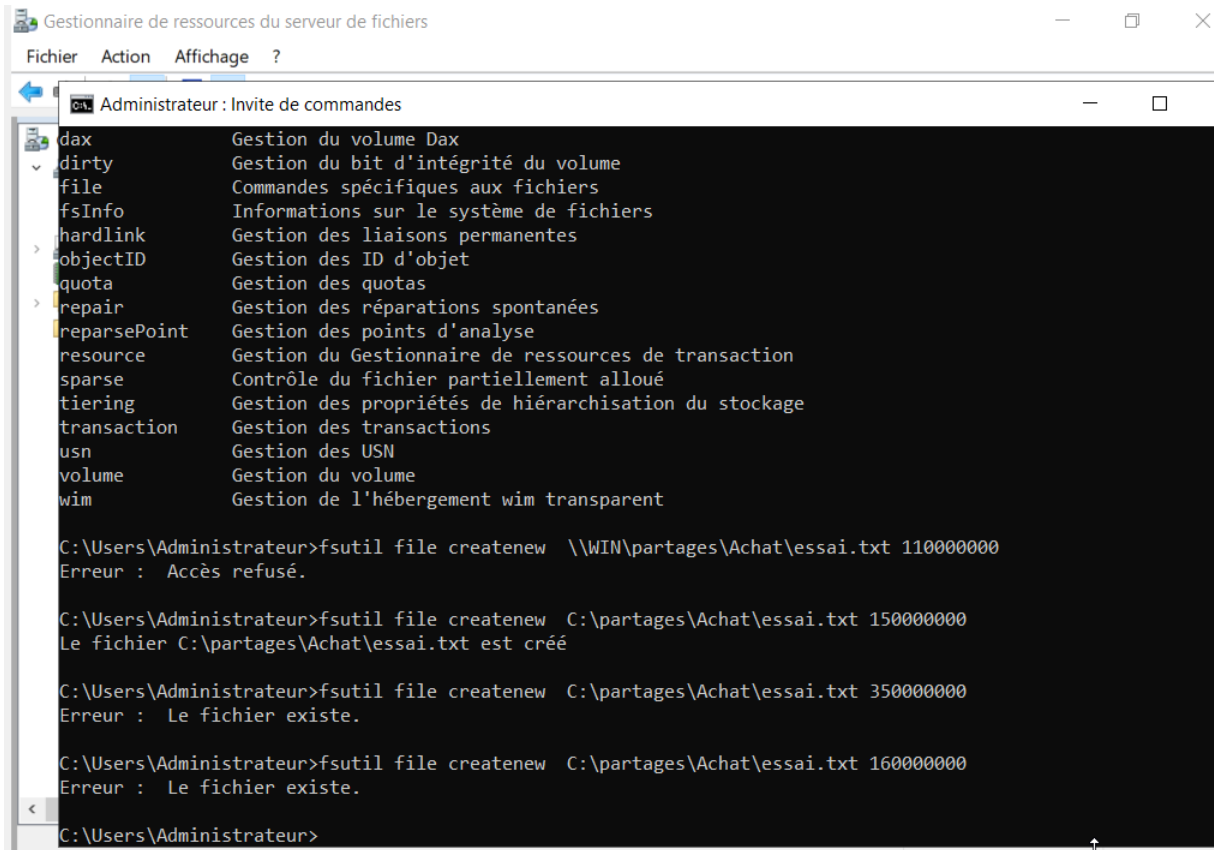 Gestionnaire de ressources du serveur de fichiers
Fichier Action Affichage ?
Administrateur : Invite de commandes
dax Gestion du volume Dax
dirty Gestion du bit d'intégrité du volume
file Commandes spécifiques aux fichiers
fsInfo Informations sur le système de fichiers
hardlink Gestion des liaisons permanentes
objectID Gestion des ID d'objet
quota Gestion des quotas
repair Gestion des réparations spontanées
reparsePoint Gestion des points d'analyse
resource Gestion du Gestionnaire de ressources de transaction
sparse Contrôle du fichier partiellement alloué
tiering Gestion des propriétés de hiérarchisation du stockage
transaction Gestion des transactions
usn Gestion des USN
volume Gestion du volume
wim Gestion de l'hébergement wim transparent
C:\Users\Administrateur>fsutil file createnew  \\WIN\partages\Achat\essai.txt 110000000
Erreur :  Accès refusé.
C:\Users\Administrateur>fsutil file createnew  C:\partages\Achat\essai.txt 150000000
Le fichier C:\partages\Achat\essai.txt est créé
C:\Users\Administrateur>fsutil file createnew  C:\partages\Achat\essai.txt 350000000
Erreur :  Le fichier existe.
C:\Users\Administrateur>fsutil file createnew  C:\partages\Achat\essai.txt 160000000
Erreur :  Le fichier existe.
C:\Users\Administrateur>